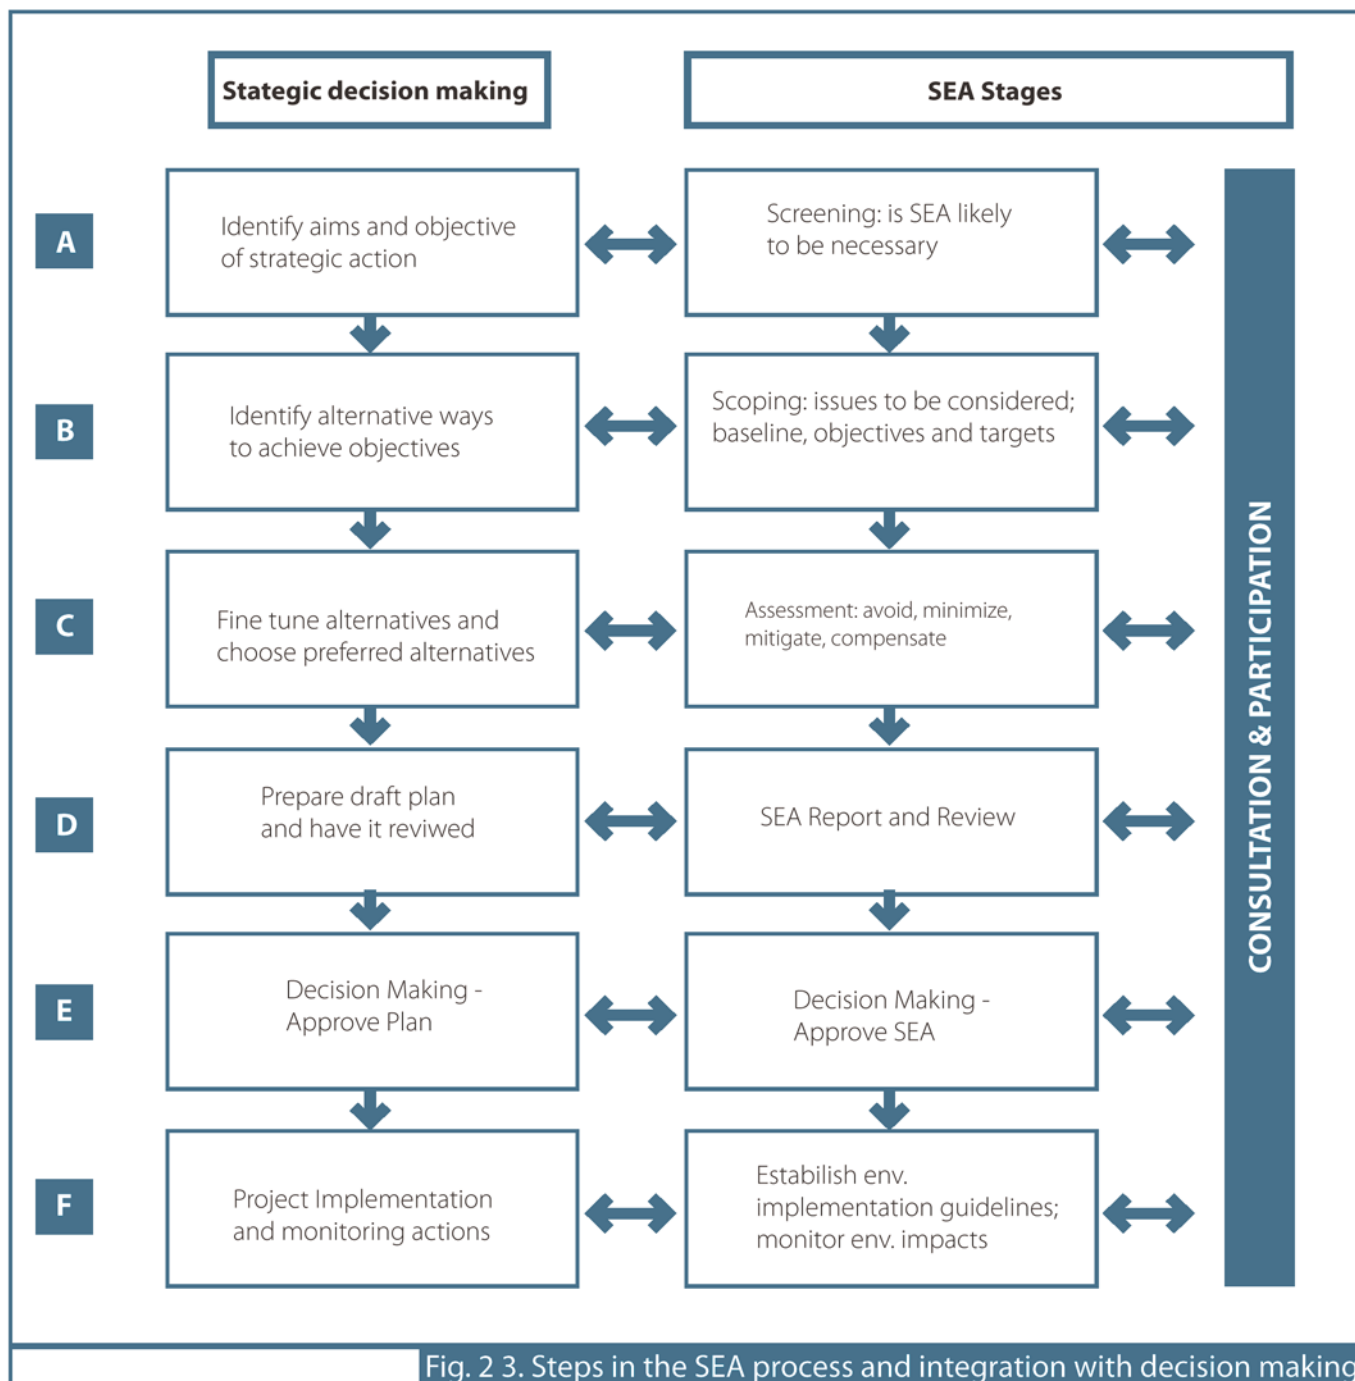 Stategic decision making
SEA Stages
A
Identify aims and objective
of strategic action
Screening: is SEA likely
to be necessary
B
Identify alternative ways
to achieve objectives
Scoping: issues to be considered;
baseline, objectives and targets
C
Fine tune alternatives and
choose preferred alternatives
Assessment: avoid, minimize,
mitigate, compensate
D
Prepare draft plan
and have it reviwed
SEA Report and Review
E
Decision Making -
Approve Plan
Decision Making -
Approve SEA
F
Project Implementation
and monitoring actions
Estabilish env.
implementation guidelines;
monitor env. impacts
CONSULTATION & PARTICIPATION
Fig. 2 3. Steps in the SEA process and integration with decision making